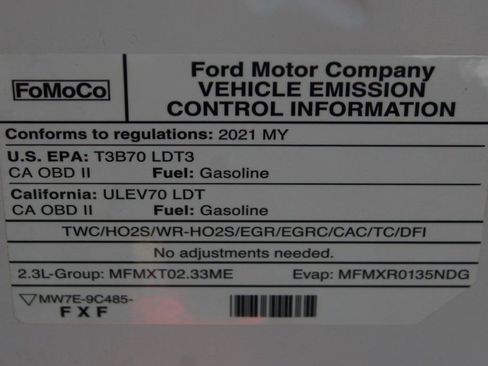 FoMoCo
Ford Motor Company
VEHICLE EMISSION
CONTROL INFORMATION
Conforms to regulations: 2021 MY
U.S. EPA: T3B70 LDT3
CA OBD II Fuel: Gasoline
California: ULEV70 LDT
CA OBD II Fuel: Gasoline
TWC/HO2S/WR-HO2S/EGR/EGRC/CAC/TC/DFI
No adjustments needed.
2.3L-Group: MFMXT02.33ME Evap: MFMXR0135NDG
MW7E-9C485-
FXF